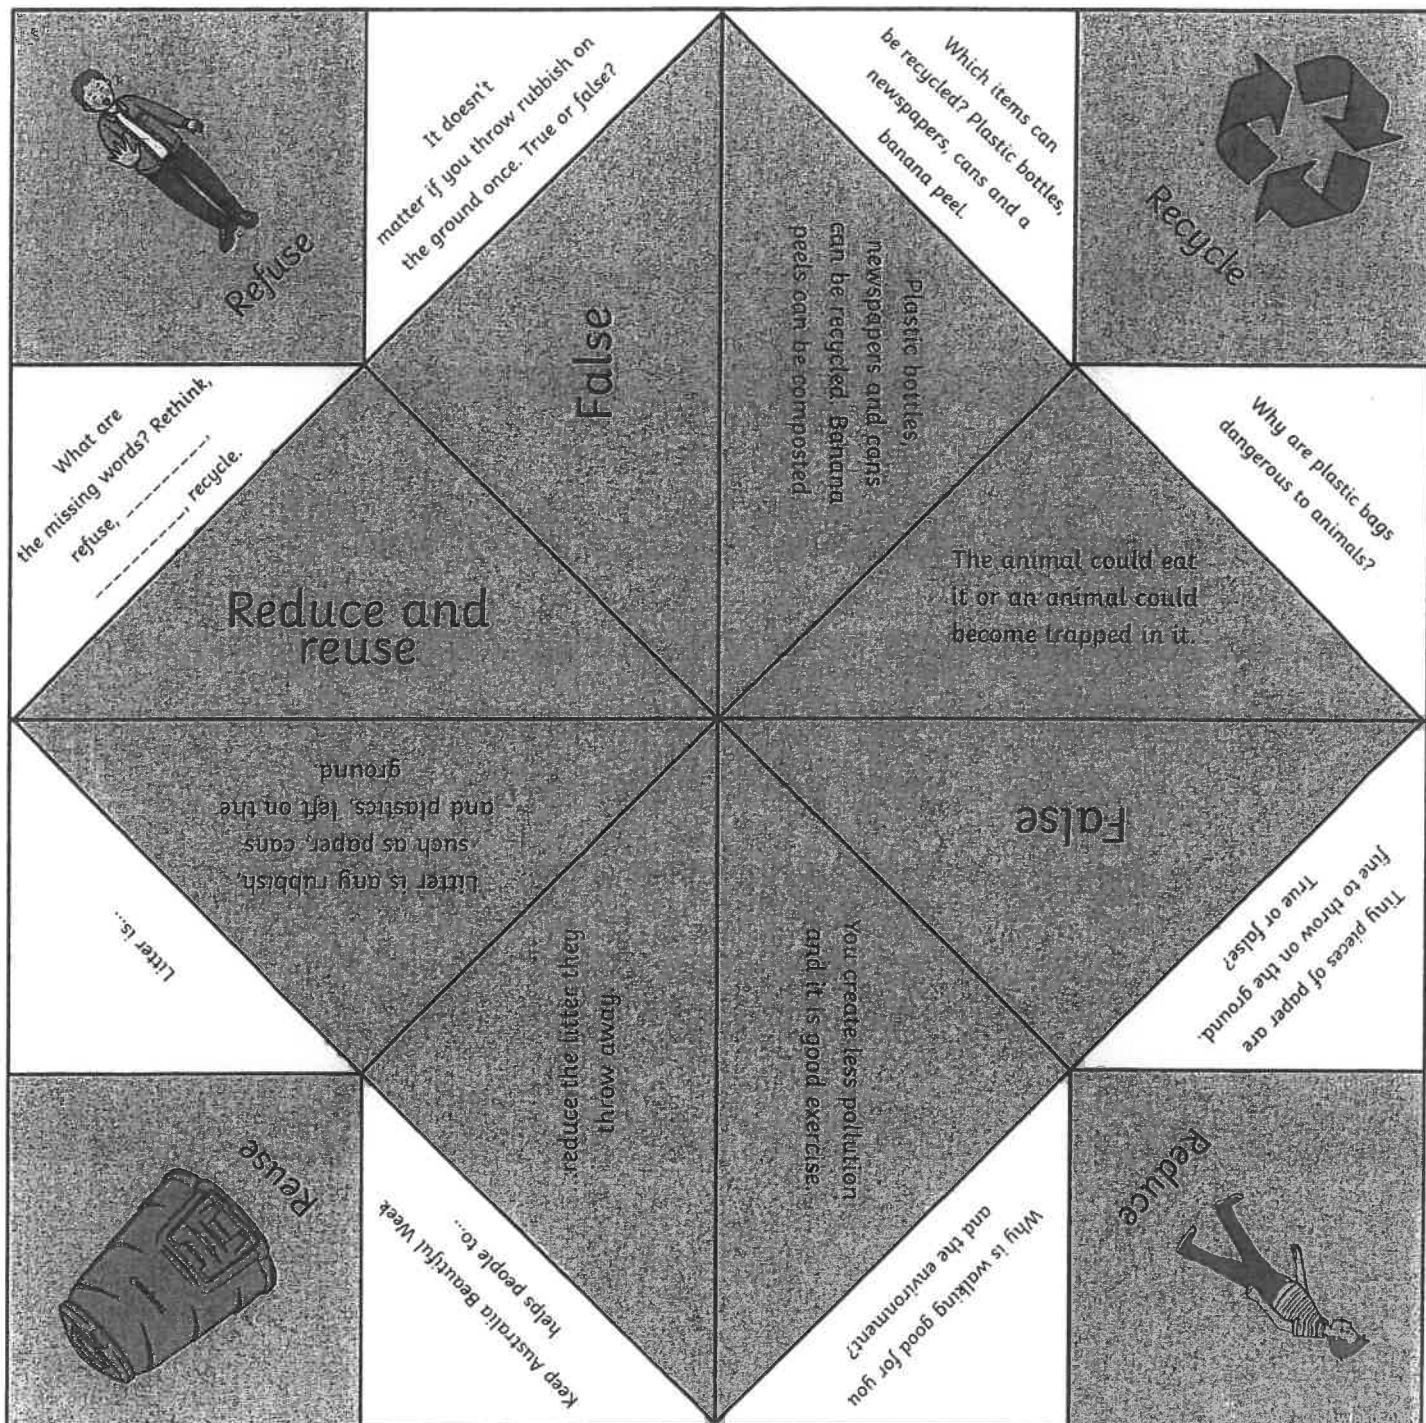 Refuse
It doesn't
matter if you throw rubbish on
the ground once. True or false?
False
Which items can
be recycled? Plastic bottles,
newspapers, cans and a
banana peel.
Plastic bottles,
newspapers and cans
can be recycled. Banana
peels can be composted
Recycle
Why are plastic bags
dangerous to animals?
The animal could eat
it or an animal could
become trapped in it.
Tiny pieces of paper are
fine to throw on the ground.
True or false?
False
Reduce
Why is walking good for you
and the environment?
You create less pollution
and it is good exercise.
Keep Australia Beautiful Week
helps people to...
...reduce the litter they
throw away.
Reuse
Litter is...
Litter is any rubbish,
such as paper, cans
and plastics, left on the
ground
What are
the missing words? Rethink,
refuse, _________,
_________, recycle.
Reduce and
reuse